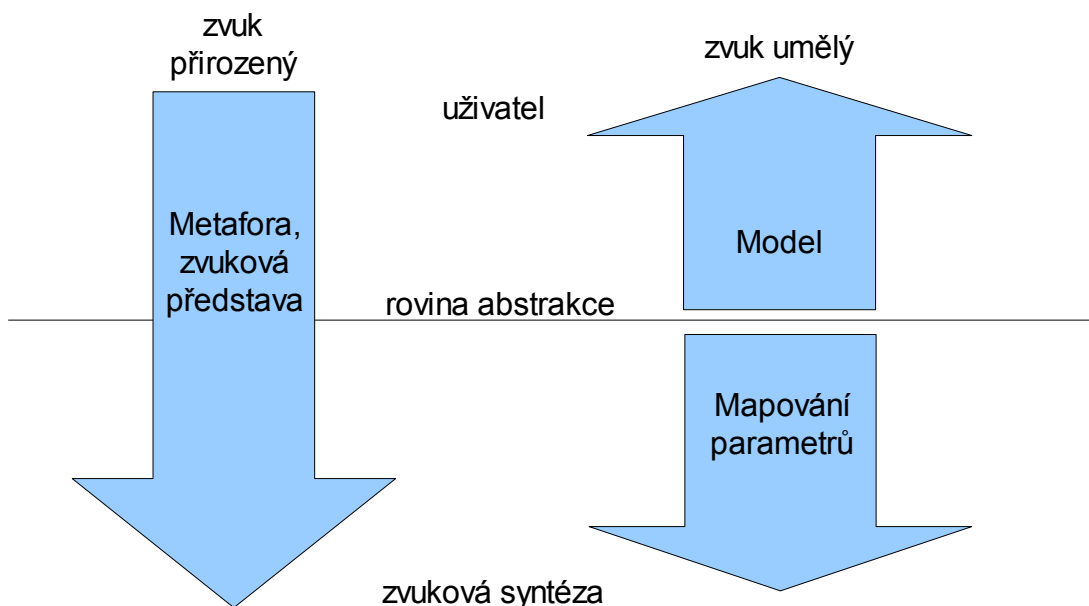 zvuk
přirozený
zvuk umělý
uživatel
Metafora,
zvuková
představa
Model
rovina abstrakce
Mapování
parametrů
zvuková syntéza